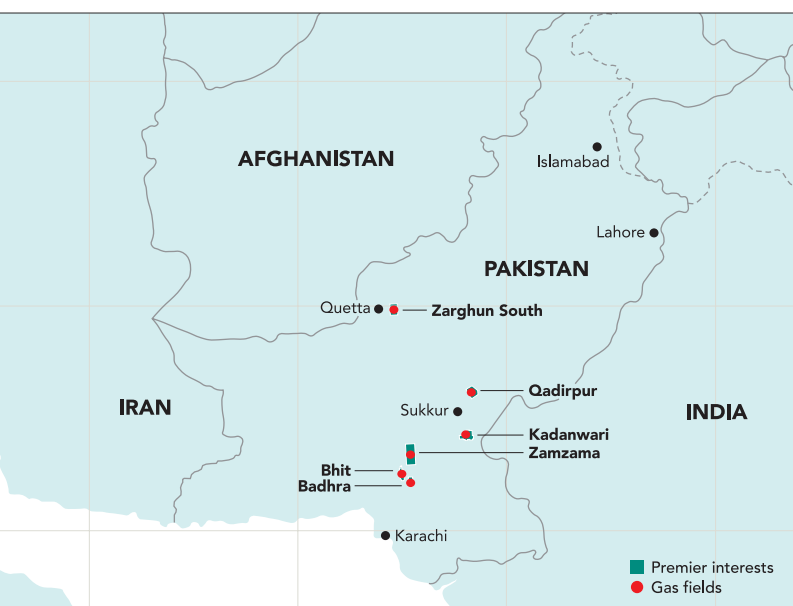 AFGHANISTAN
Islamabad
Lahore
PAKISTAN
Quetta
Zarghun South
Qadirpur
IRAN
Sukkur
INDIA
Kadanwari
Zamzama
Bhit
Badhra
Karachi
Premier interests
Gas fields